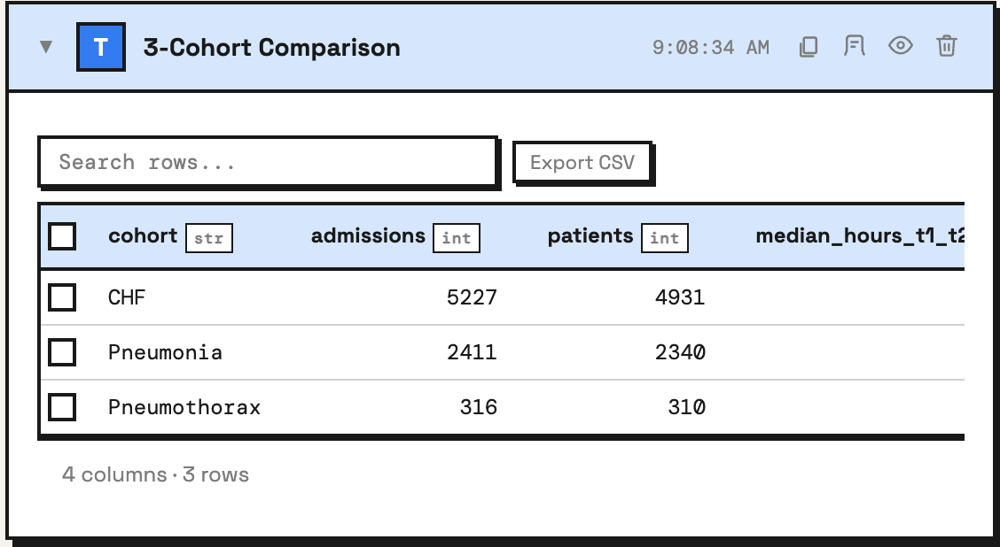 ▼ T 3-Cohort Comparison 9:08:34 AM
Search rows... Export CSV
cohort str admissions int patients int median_hours_t1_t2
CHF 5227 4931
Pneumonia 2411 2340
Pneumothorax 316 310
4 columns · 3 rows